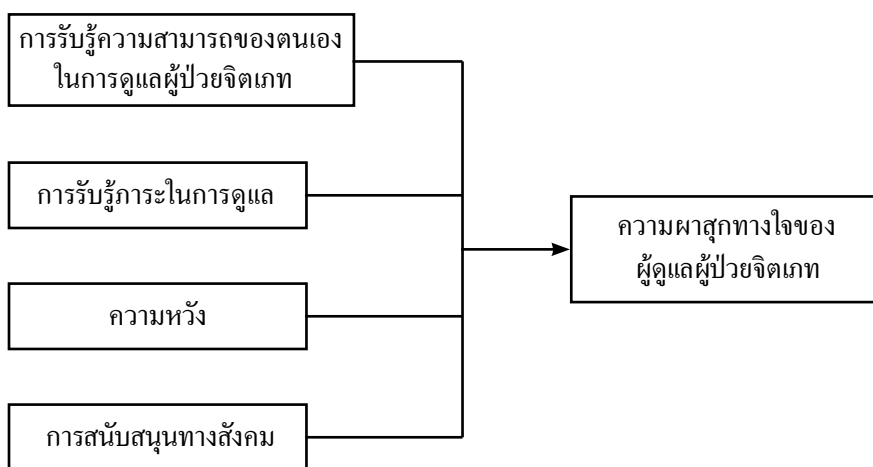 การรับรู้ความสามารถของตนเอง
ในการดูแลผู้ป่วยจิตเภท
การรับรู้ภาระในการดูแล
ความหวัง
การสนับสนุนทางสังคม
ความผาสุกทางใจของ
ผู้ดูแลผู้ป่วยจิตเภท